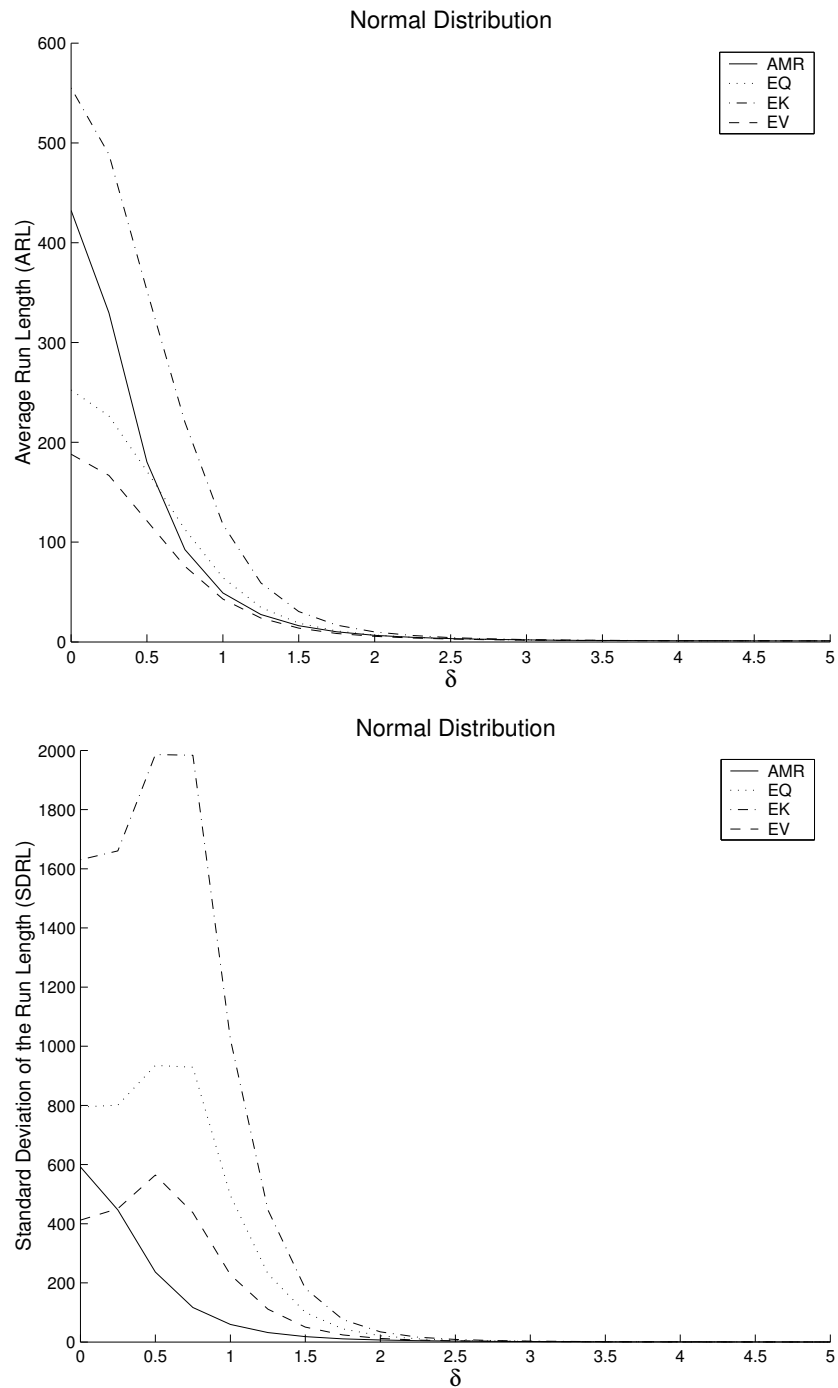 Normal Distribution
600
500
400
300
200
100
0
Average Run Length (ARL)
AMR
EQ
EK
EV
0 0.5 1 1.5 2 2.5 3 3.5 4 4.5 5
δ
Normal Distribution
2000
1800
1600
1400
1200
1000
800
600
400
200
0
Standard Deviation of the Run Length (SDRL)
AMR
EQ
EK
EV
0 0.5 1 1.5 2 2.5 3 3.5 4 4.5 5
δ